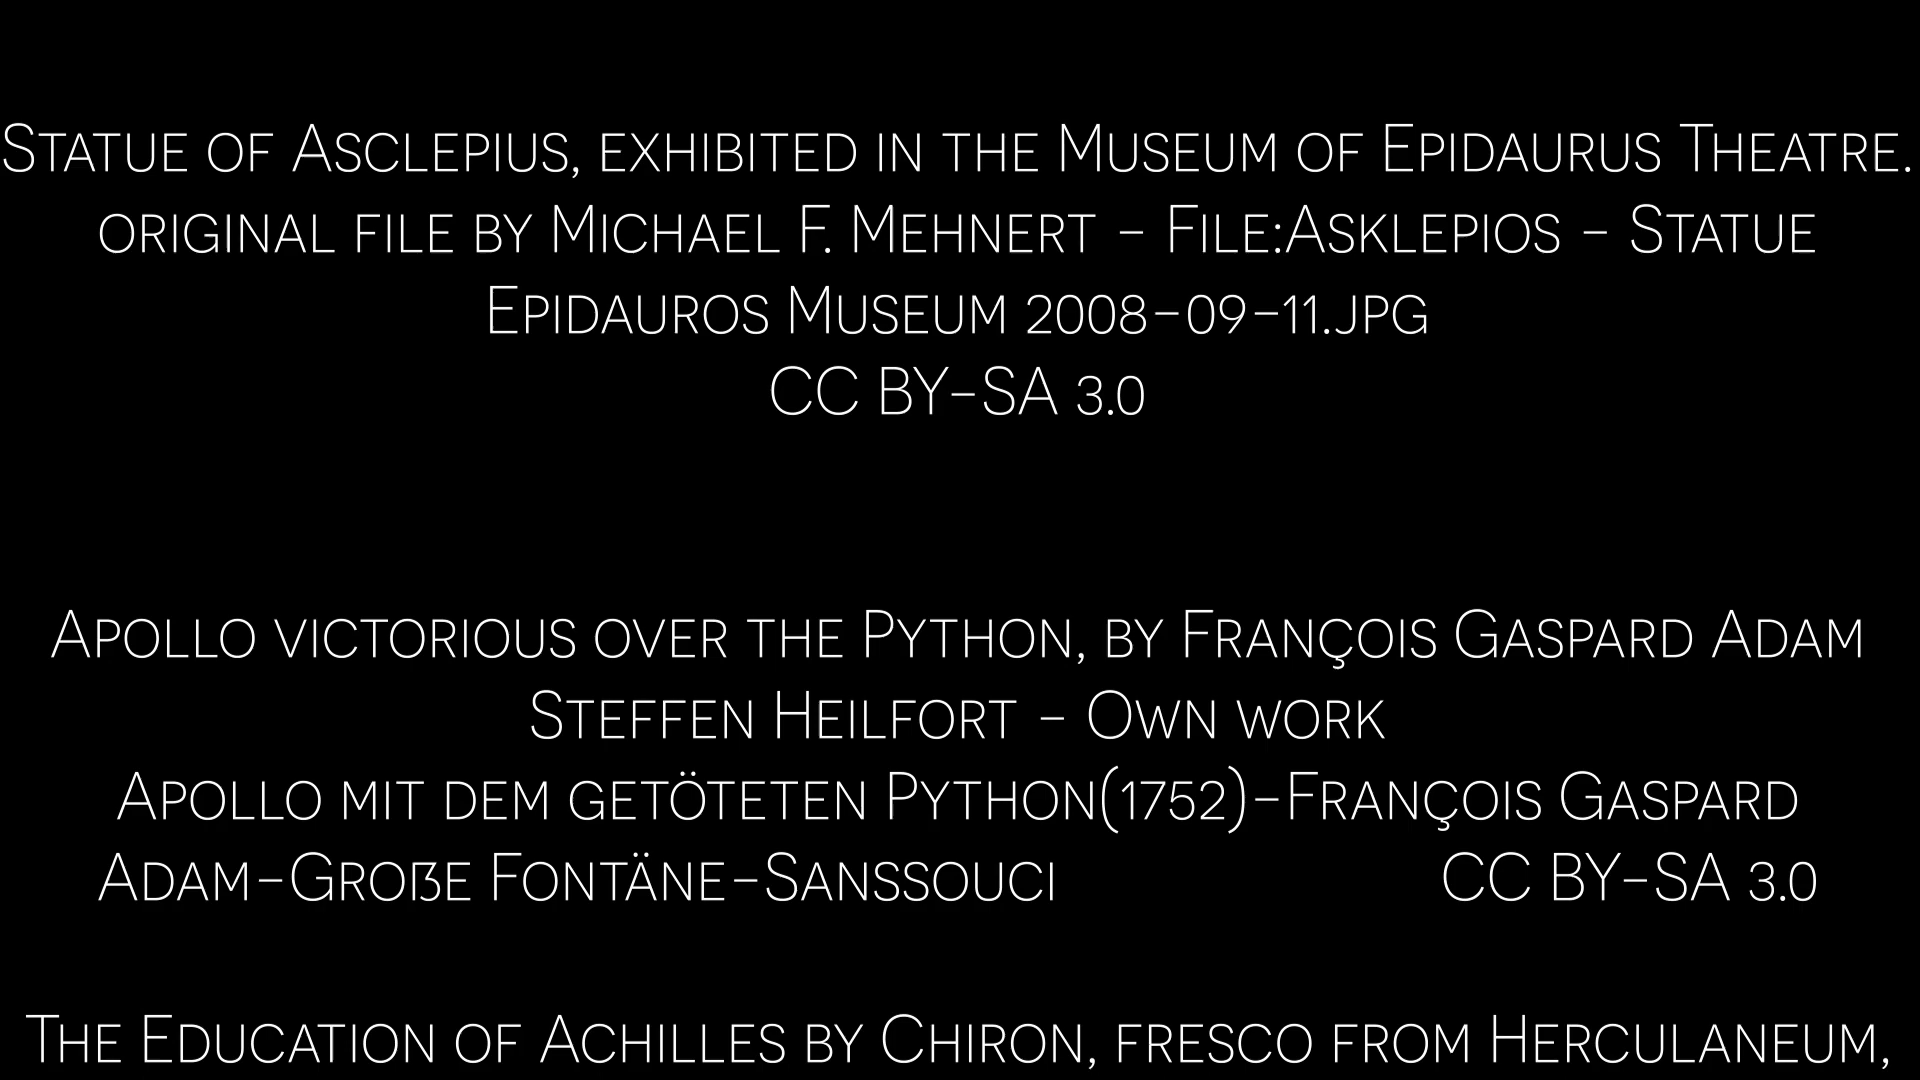 Statue of Asclepius, exhibited in the Museum of Epidaurus Theatre.
original file by Michael F. Mehnert - File:Asklepios - Statue
Epidauros Museum 2008-09-11.jpg
CC BY-SA 3.0
Apollo victorious over the Python, by François Gaspard Adam
Steffen Heilfort - Own work
Apollo mit dem getöteten Python(1752)-François Gaspard
Adam-Große Fontäne-Sanssouci CC BY-SA 3.0
The Education of Achilles by Chiron, fresco from Herculaneum,